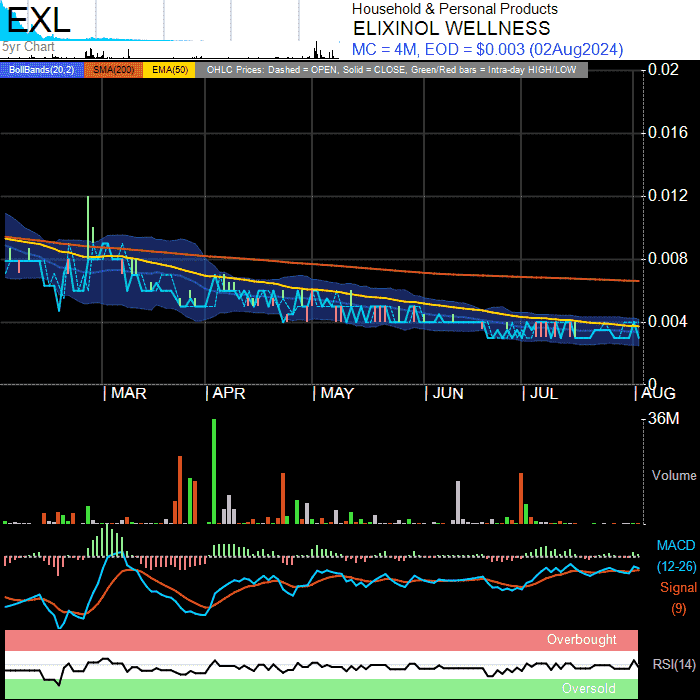 EXL
Household & Personal Products
ELIXINOL WELLNESS
5yr Chart
MC = 4M, EOD = $0.003 (02Aug2024)
BollBands(20,2) SMA(200) EMA(50) OHLC Prices: Dashed = OPEN, Solid = CLOSE, Green/Red bars = Intra-day HIGH/LOW
0.02
0.016
0.012
0.008
0.004
0
MAR APR MAY JUN JUL AUG
36M
Volume
MACD
(12-26)
Signal
(9)
Overbought
RSI(14)
Oversold